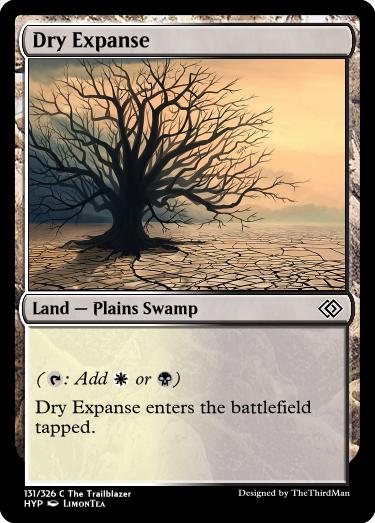 Dry Expanse
Land — Plains Swamp
( : Add or )
Dry Expanse enters the battlefield
tapped.
131/326 C The Trailblazer
Designed by TheThirdMan
HYP LimonTea